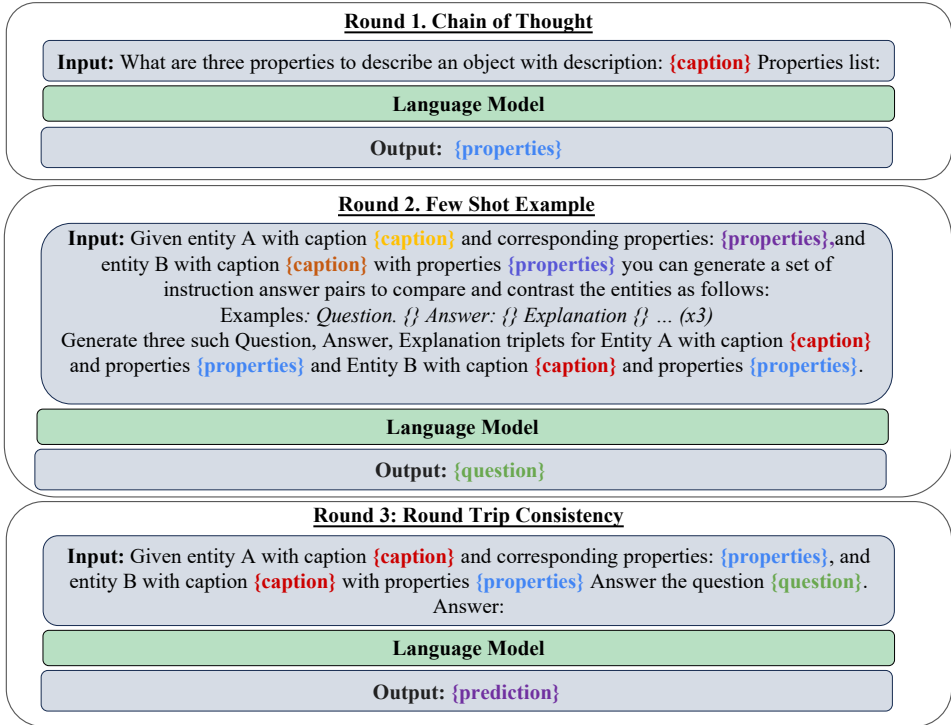 Round 1. Chain of Thought
Input: What are three properties to describe an object with description: {caption} Properties list:
Language Model
Output: {properties}
Round 2. Few Shot Example
Input: Given entity A with caption {caption} and corresponding properties: {properties},and
entity B with caption {caption} with properties {properties} you can generate a set of
instruction answer pairs to compare and contrast the entities as follows:
Examples: Question. {} Answer: {} Explanation {} ... (x3)
Generate three such Question, Answer, Explanation triplets for Entity A with caption {caption}
and properties {properties} and Entity B with caption {caption} and properties {properties}.
Language Model
Output: {question}
Round 3: Round Trip Consistency
Input: Given entity A with caption {caption} and corresponding properties: {properties}, and
entity B with caption {caption} with properties {properties} Answer the question {question}.
Answer:
Language Model
Output: {prediction}